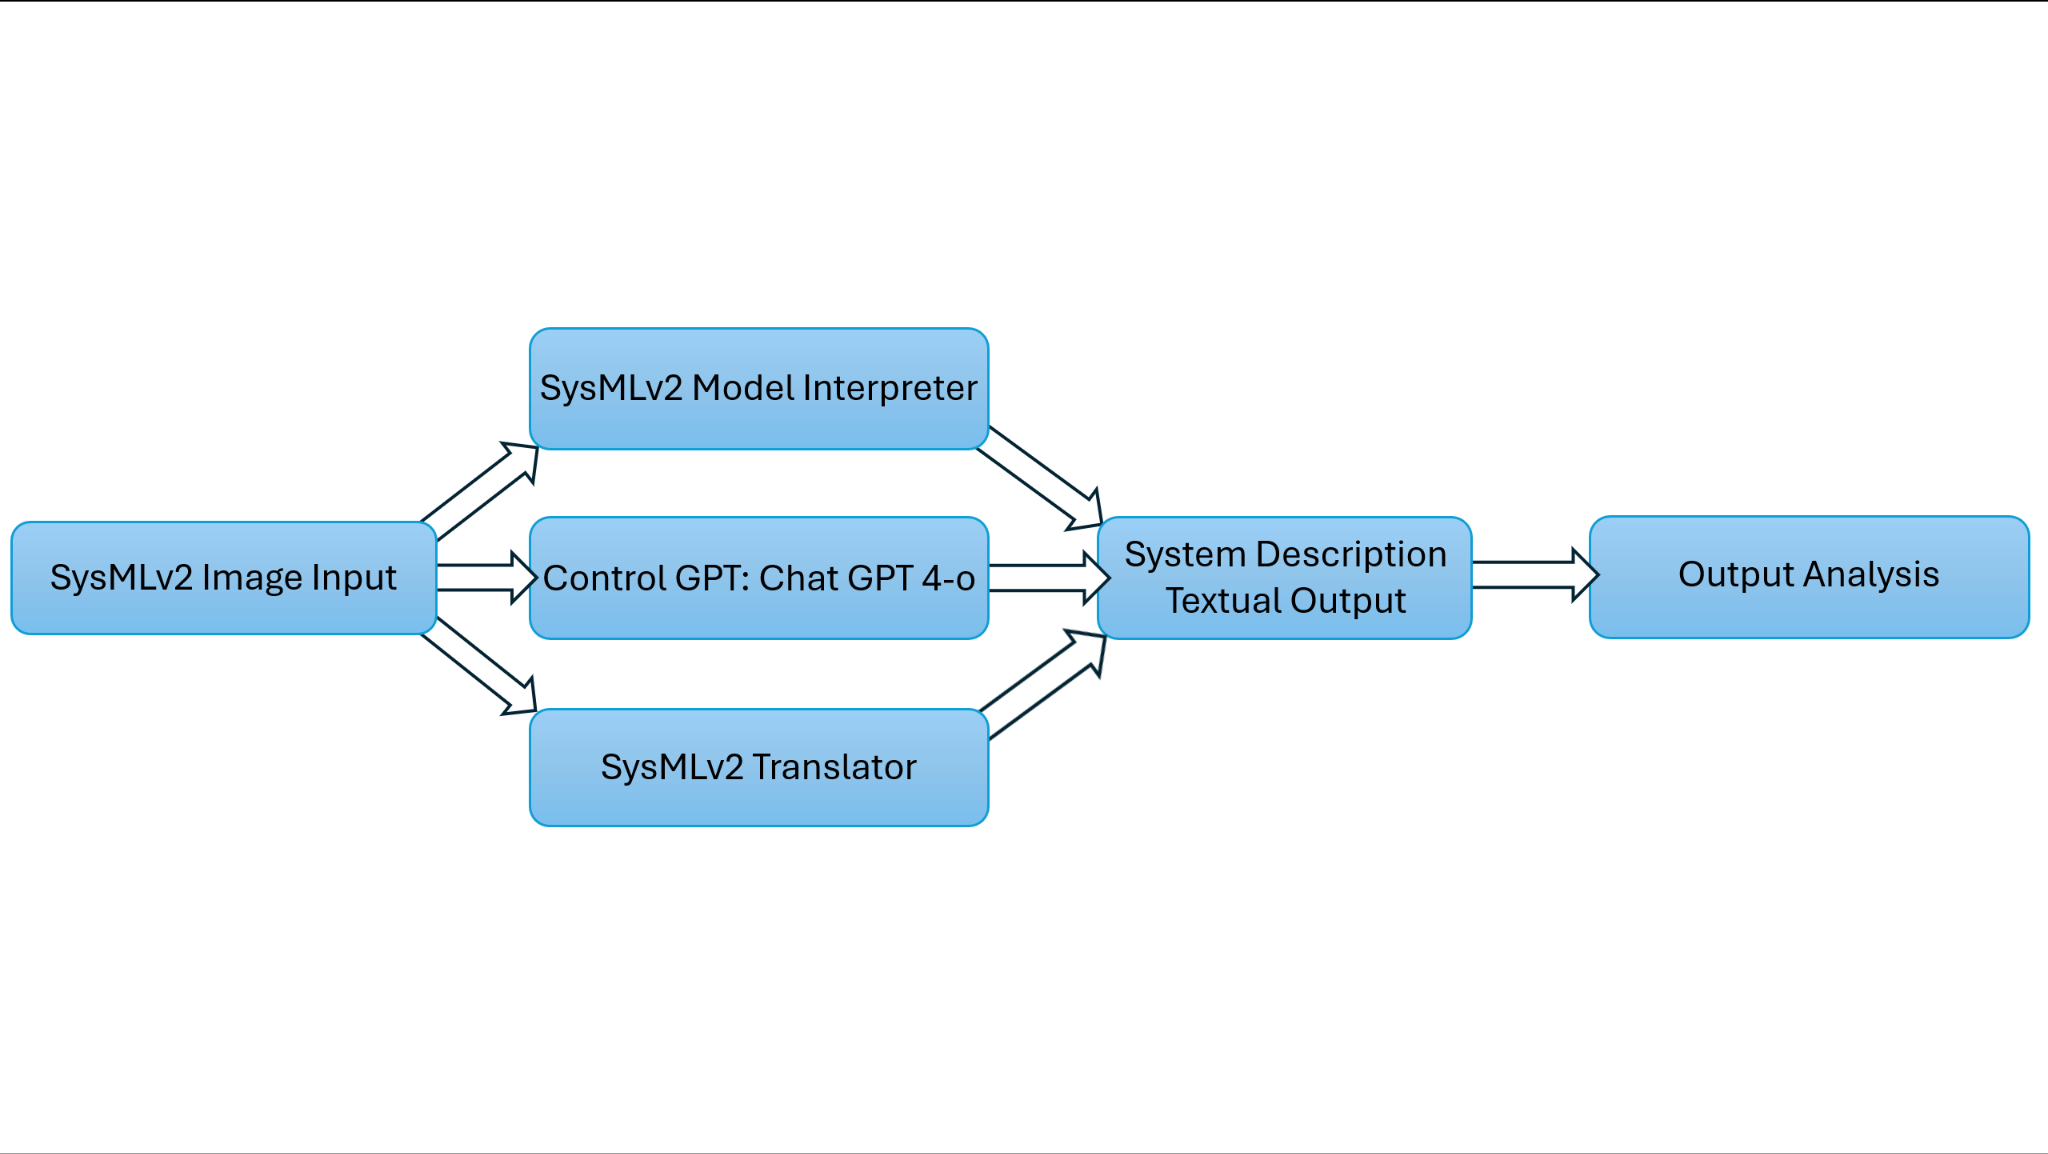 SysMLv2 Image Input
SysMLv2 Model Interpreter
Control GPT: Chat GPT 4-o
SysMLv2 Translator
System Description
Textual Output
Output Analysis